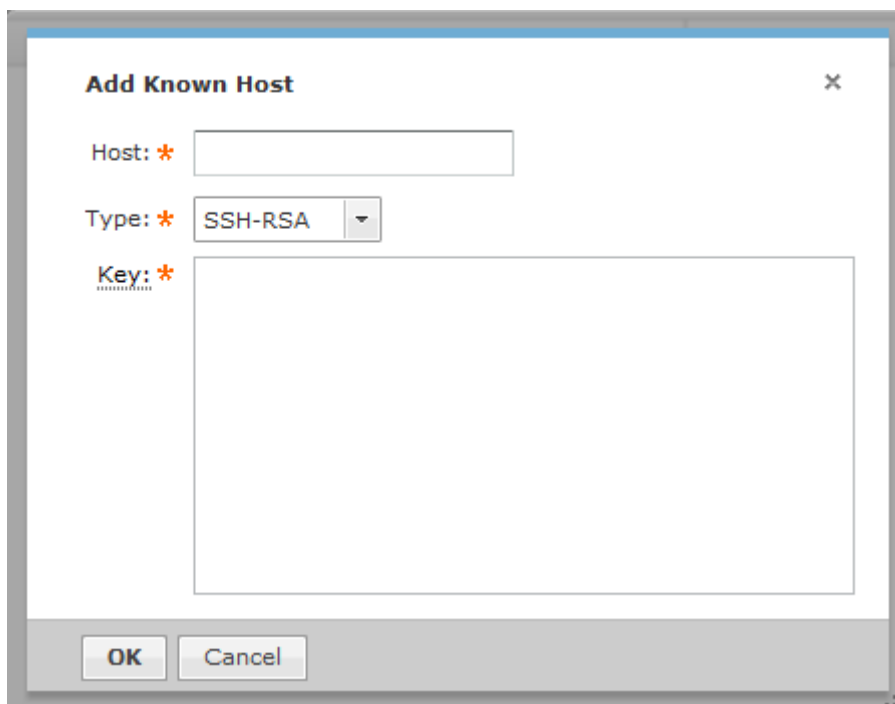 Add Known Host
Host: *
Type: * SSH-RSA
Key: *
OK Cancel